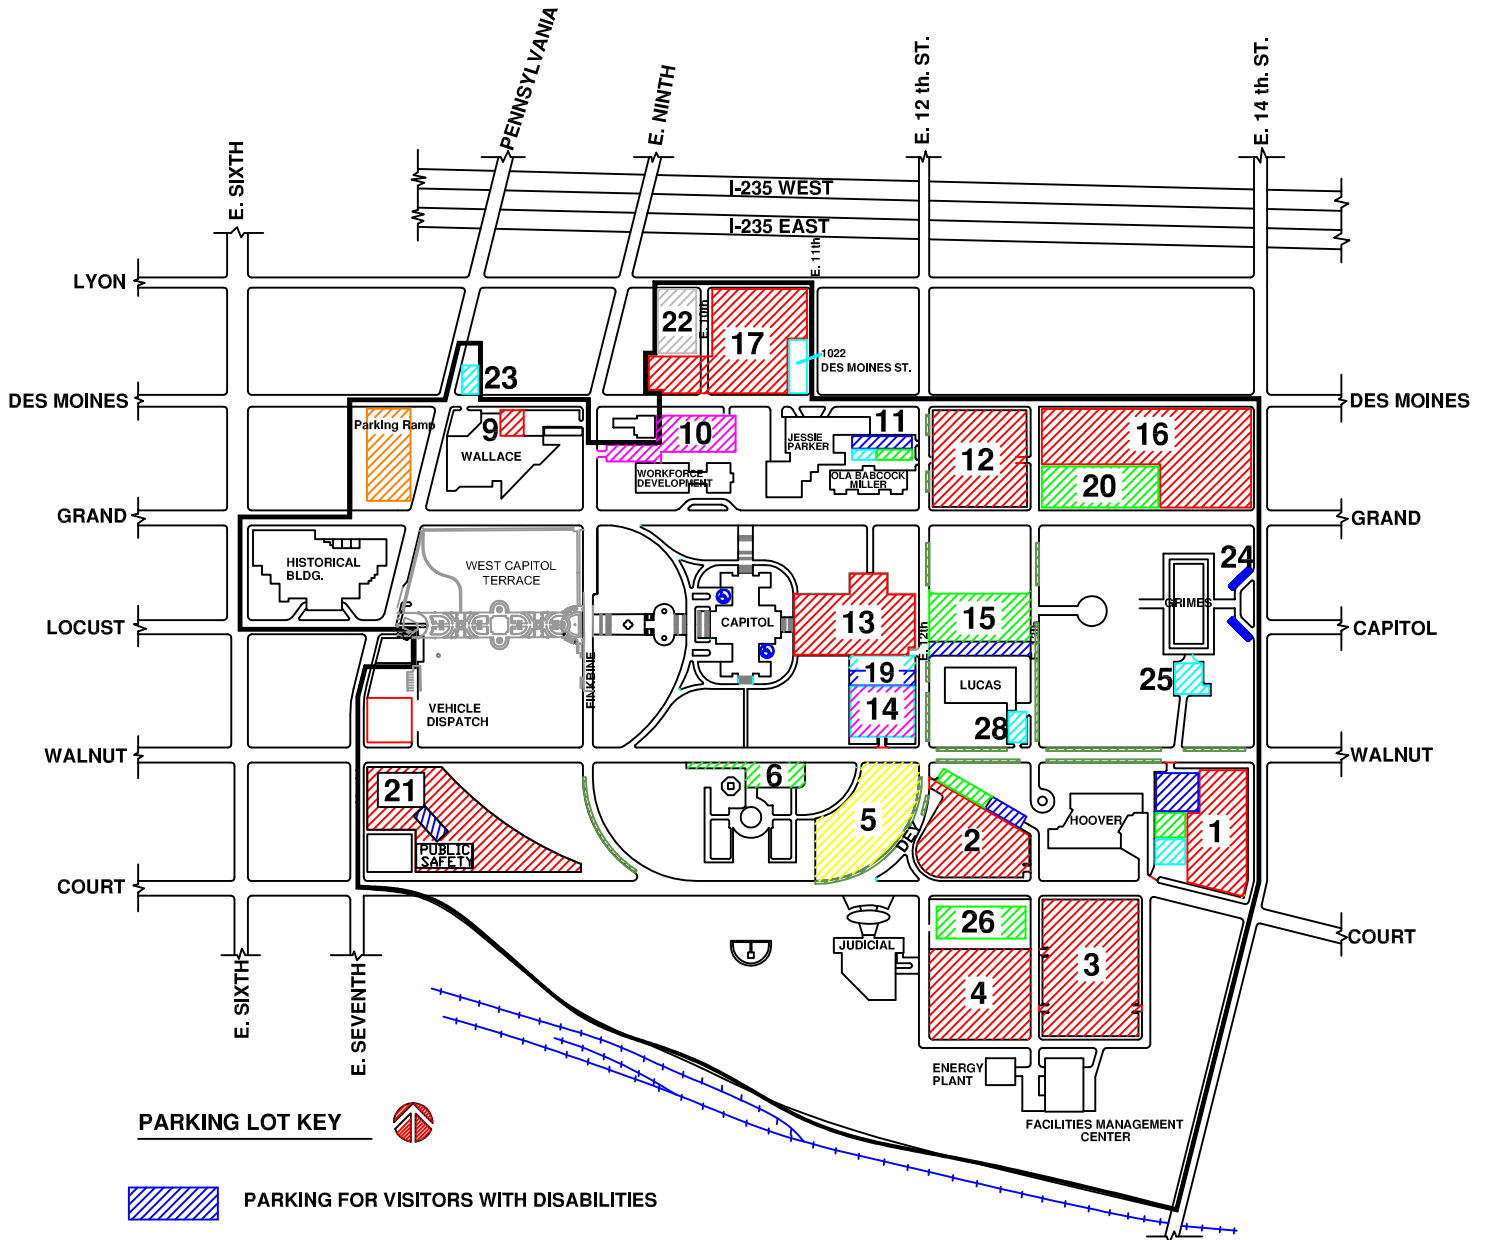 PENNSYLVANIA
E. NINTH
E. 12 th. ST.
E. 14 th. ST.
E. SIXTH
I-235 WEST
I-235 EAST
E. 11th
LYON
22
E. 10th
17
1022
DES MOINES ST.
23
DES MOINES
DES MOINES
Parking Ramp
9
WALLACE
10
WORKFORCE
DEVELOPMENT
JESSIE
PARKER
11
OLA BABCOCK
MILLER
12
16
20
GRAND
GRAND
HISTORICAL
BLDG.
WEST CAPITOL
TERRACE
24
GRIMES
LOCUST
CAPITOL
13
15
CAPITOL
E. 12th
FINKBINE
19
LUCAS
25
14
28
VEHICLE
DISPATCH
WALNUT
WALNUT
21
6
5
DEY
2
HOOVER
1
PUBLIC
SAFETY
COURT
26
COURT
JUDICIAL
4
3
E. SIXTH
E. SEVENTH
ENERGY
PLANT
FACILITIES MANAGEMENT
CENTER
PARKING LOT KEY
PARKING FOR VISITORS WITH DISABILITIES